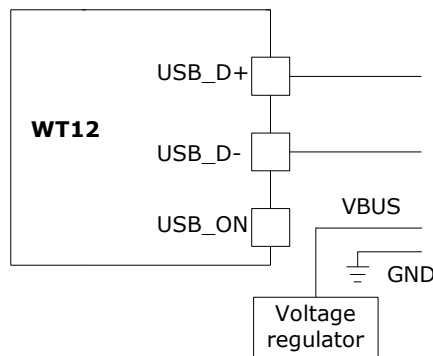 USB_D+
WT12
USB_D-
USB_ON
VBUS
GND
Voltage
regulator